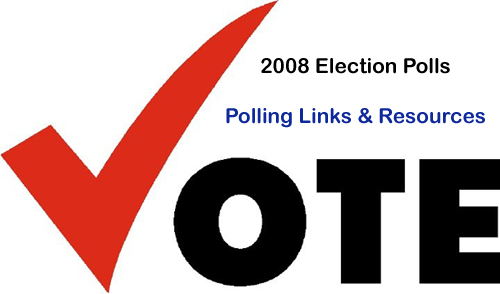 2008 Election Polls
Polling Links & Resources
VOTE